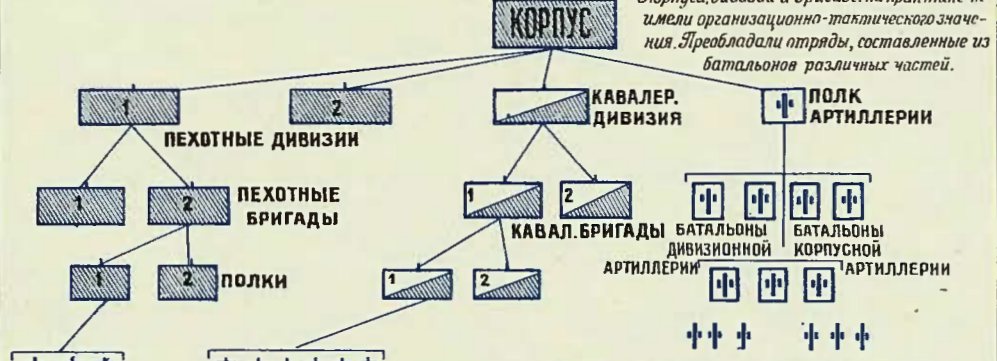 КОРПУС
имели организационно-тактического значе-
ния. Преобладали отряды, составленные из
батальонов различных частей.
1
2
КАВАЛЕР.
ДИВИЗИЯ
ПОЛК
АРТИЛЛЕРИИ
ПЕХОТНЫЕ ДИВИЗИИ
1
2
ПЕХОТНЫЕ
БРИГАДЫ
1
2
КАВАЛ. БРИГАДЫ
БАТАЛЬОНЫ
ДИВИЗИОННОЙ
АРТИЛЛЕРИИ
БАТАЛЬОНЫ
КОРПУСНОЙ
АРТИЛЛЕРИИ
1
2
ПОЛКИ
1
2